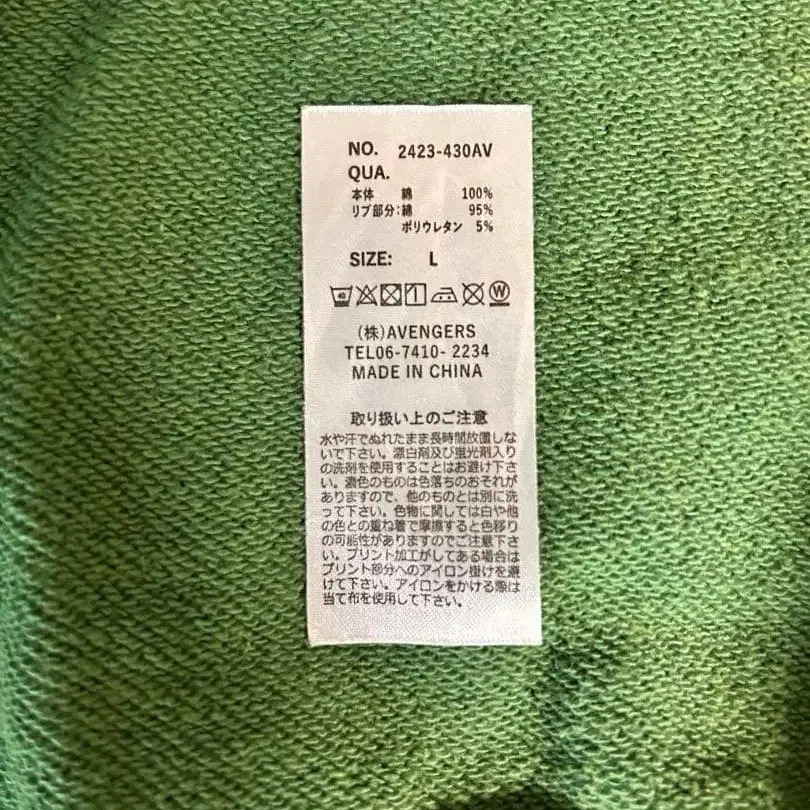 NO. 2423-430AV
QUA.
本体 綿 100%
リブ部分:綿 95%
ポリウレタン 5%
SIZE: L
40 W
(株)AVENGERS
TEL06-7410- 2234
MADE IN CHINA
取り扱い上のご注意
水や汗でぬれたまま長時間放置しな
いで下さい。漂白剤及び蛍光剤入り
の洗剤を使用することはお避け下さ
い。濃色のものは色落ちのおそれが
ありますので、他のものとは別に洗
って下さい。色物に関しては白や他
の色との重ね着で摩擦すると色移り
の可能性がありますのでご注意下さ
い。プリント加工がしてある場合は
プリント部分へのアイロン掛けを避
けて下さい。アイロンをかける際は
当て布を使用して下さい。